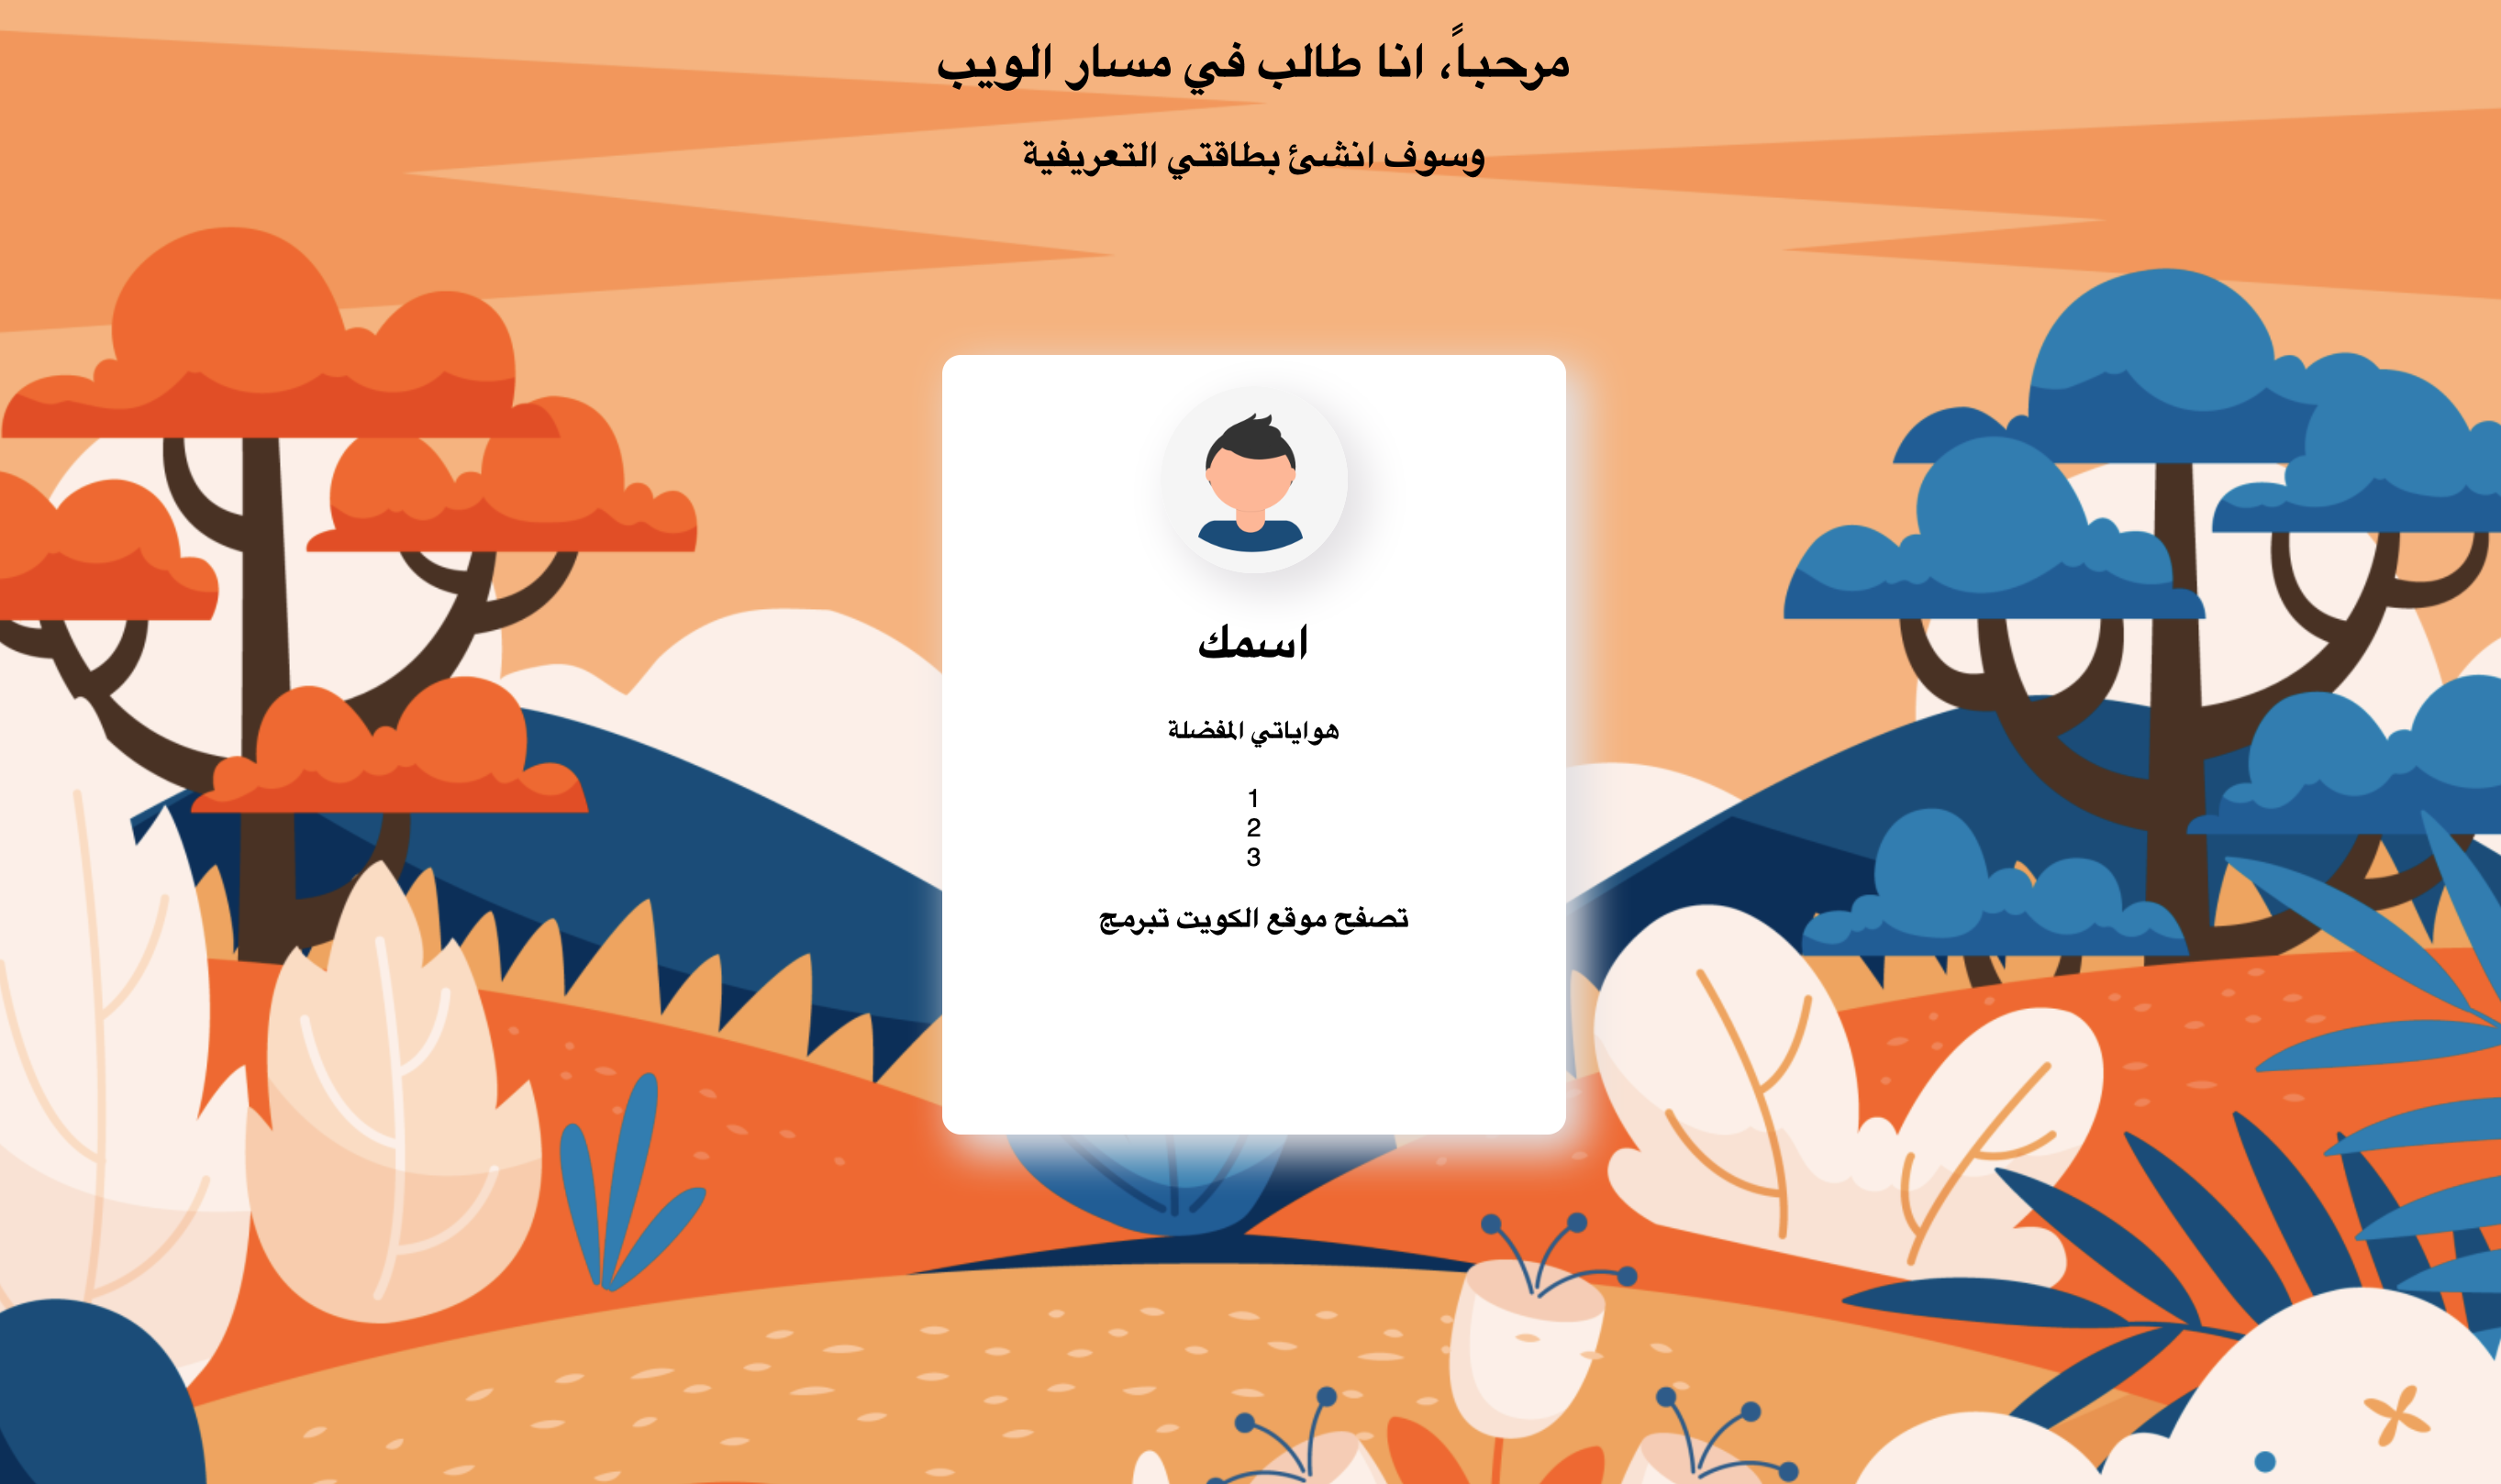 مرحباً، انا طالب في مسار الويب
وسوف انشئ بطاقتي التعريفية
اسمك
هواياتي المفضلة
1
2
3
تصفح موقع الكويت تبرمج